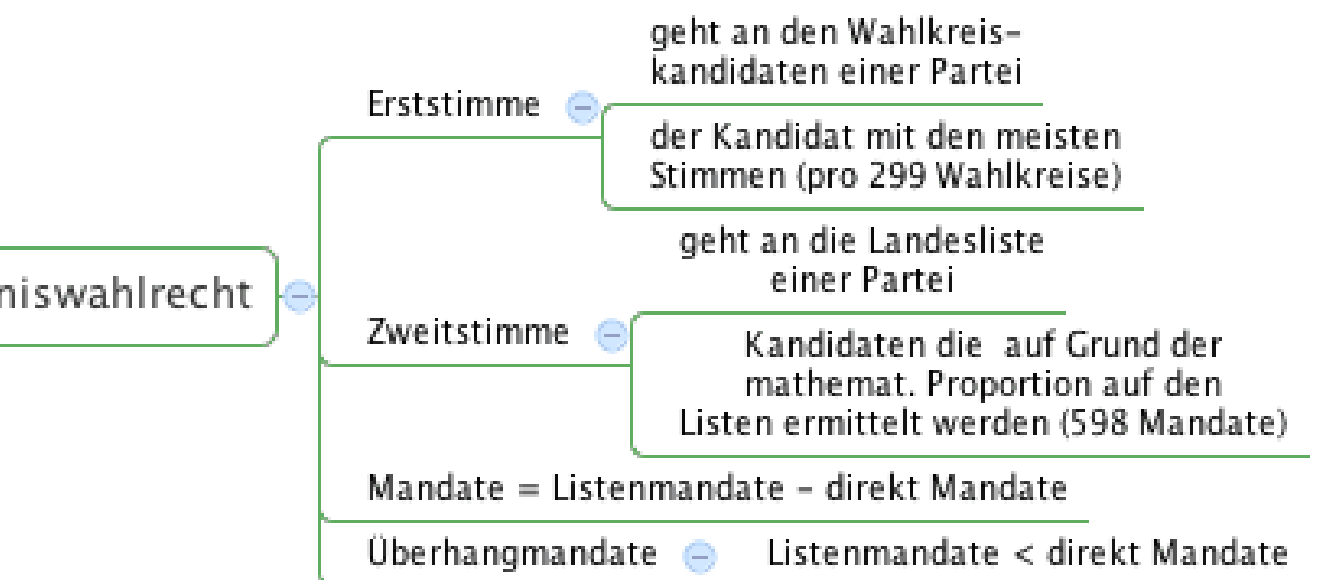 geht an den Wahlkreis-
kandidaten einer Partei
Erststimme
der Kandidat mit den meisten
Stimmen (pro 299 Wahlkreise)
geht an die Landesliste
einer Partei
niswahlrecht
Zweitstimme
Kandidaten die auf Grund der
mathemat. Proportion auf den
Listen ermittelt werden (598 Mandate)
Mandate = Listenmandate - direkt Mandate
Überhangmandate
Listenmandate < direkt Mandate